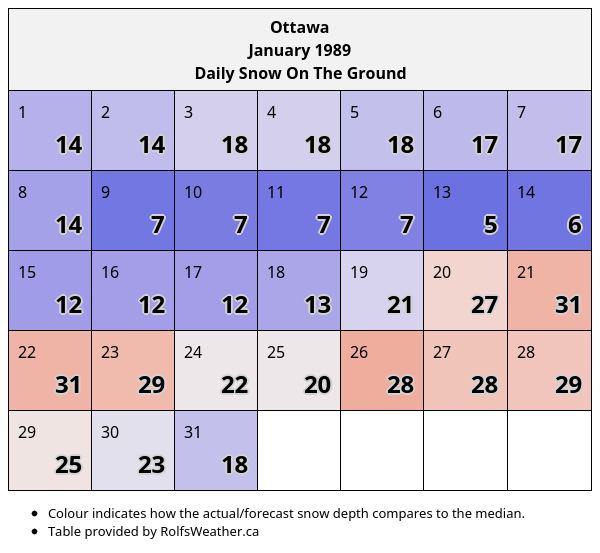 Ottawa
January 1989
Daily Snow On The Ground
1 2 3 4 5 6 7
14 14 18 18 18 17 17
8 9 10 11 12 13 14
14 7 7 7 7 5 6
15 16 17 18 19 20 21
12 12 12 13 21 27 31
22 23 24 25 26 27 28
31 29 22 20 28 28 29
29 30 31
25 23 18
• Colour indicates how the actual/forecast snow depth compares to the median.
• Table provided by RolfsWeather.ca